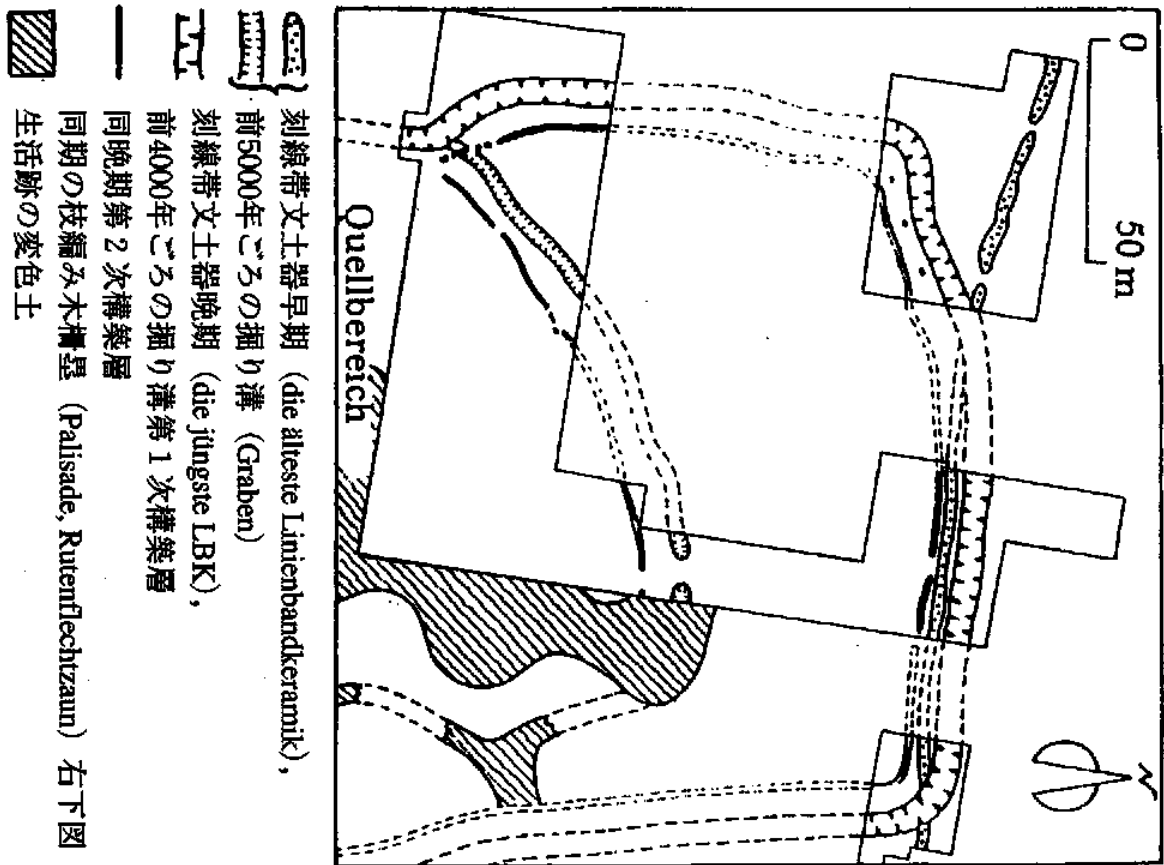 0 50 m
N
Quellbereich
刻線帯文土器早期 (die älteste Linienbandkeramik),
前5000年ごろの掘り溝 (Graben)
刻線帯文土器晩期 (die jüngste LBK),
前4000年ごろの掘り溝第1次構築層
同晩期第2次構築層
同期の枝編み木柵塁 (Palisade, Rutenflechtzaun) 右下図
生活跡の変色土